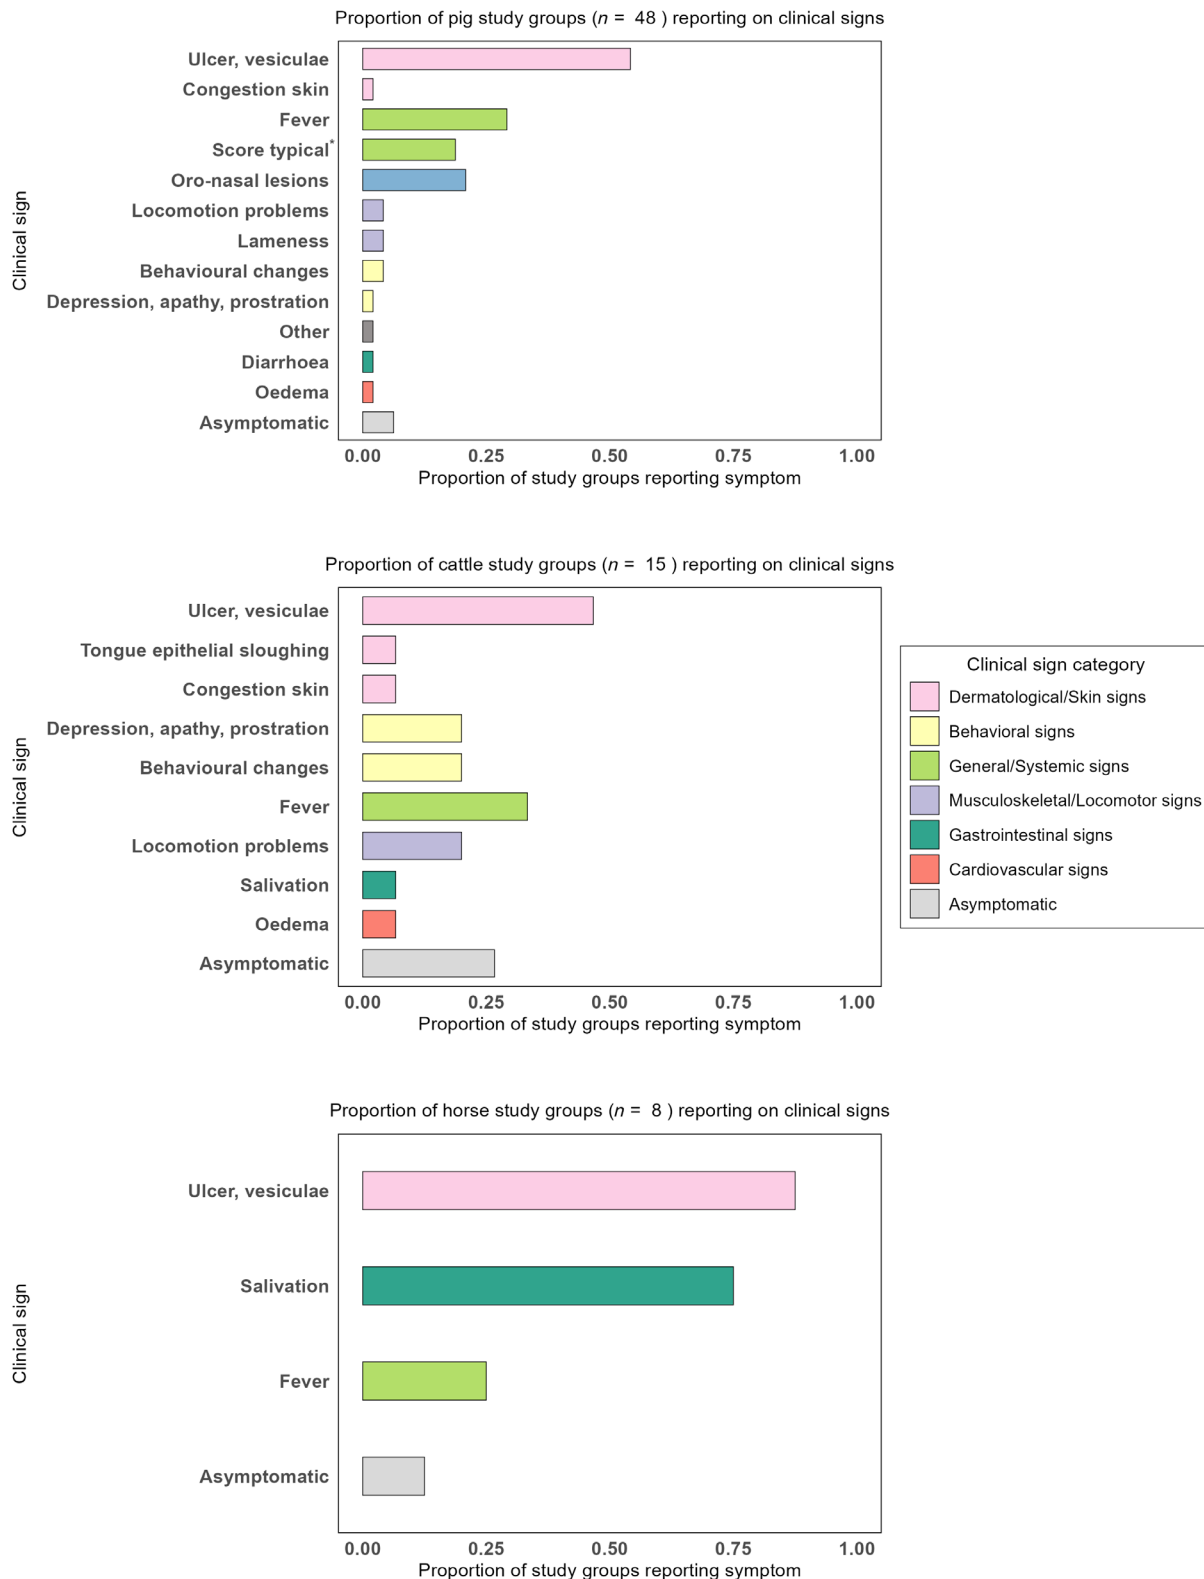 Proportion of pig study groups (n = 48 ) reporting on clinical signs
Clinical sign
Ulcer, vesiculae
Congestion skin
Fever
Score typical*
Oro-nasal lesions
Locomotion problems
Lameness
Behavioural changes
Depression, apathy, prostration
Other
Diarrhoea
Oedema
Asymptomatic
0.00 0.25 0.50 0.75 1.00
Proportion of study groups reporting symptom
Proportion of cattle study groups (n = 15 ) reporting on clinical signs
Clinical sign
Ulcer, vesiculae
Tongue epithelial sloughing
Congestion skin
Depression, apathy, prostration
Behavioural changes
Fever
Locomotion problems
Salivation
Oedema
Asymptomatic
0.00 0.25 0.50 0.75 1.00
Proportion of study groups reporting symptom
Clinical sign category
Dermatological/Skin signs
Behavioral signs
General/Systemic signs
Musculoskeletal/Locomotor signs
Gastrointestinal signs
Cardiovascular signs
Asymptomatic
Proportion of horse study groups (n = 8 ) reporting on clinical signs
Clinical sign
Ulcer, vesiculae
Salivation
Fever
Asymptomatic
0.00 0.25 0.50 0.75 1.00
Proportion of study groups reporting symptom